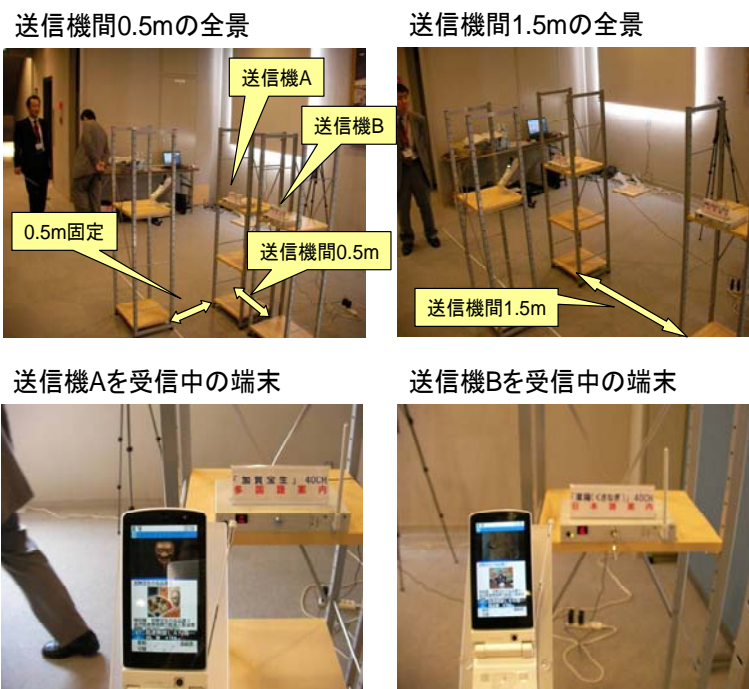 送信機間0.5mの全景
送信機間1.5mの全景
送信機A
送信機B
0.5m固定
送信機間0.5m
送信機間1.5m
送信機Aを受信中の端末
送信機Bを受信中の端末
「加賀宝生」 40CH
多国語案内
40CH
日本語案内